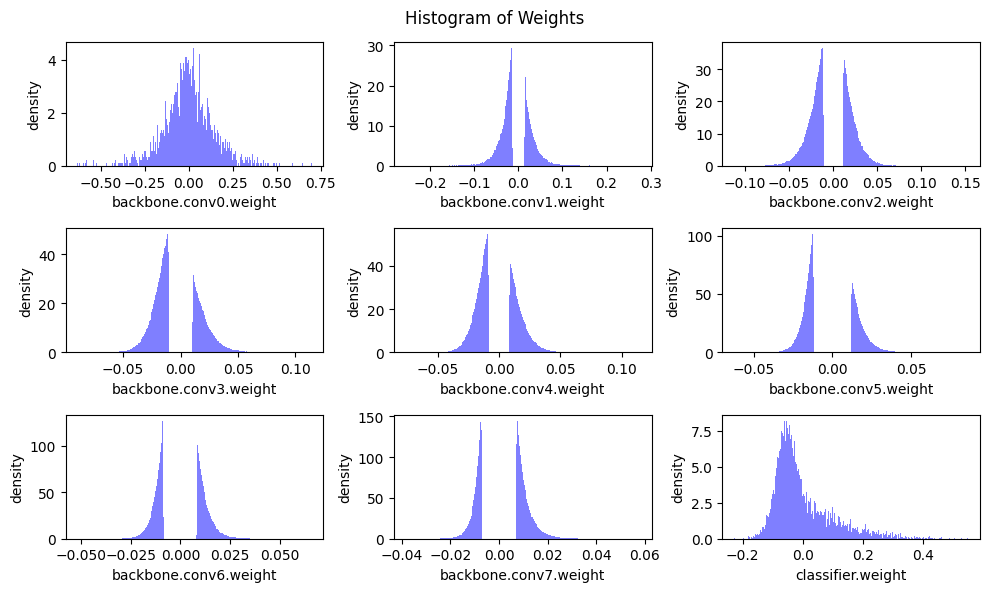 Histogram of Weights
density
4
2
0
−0.50 −0.25 0.00 0.25 0.50 0.75
backbone.conv0.weight
density
30
20
10
0
−0.2 −0.1 0.0 0.1 0.2 0.3
backbone.conv1.weight
density
30
20
10
0
−0.10 −0.05 0.00 0.05 0.10 0.15
backbone.conv2.weight
density
40
20
0
−0.05 0.00 0.05 0.10
backbone.conv3.weight
density
40
20
0
−0.05 0.00 0.05 0.10
backbone.conv4.weight
density
100
50
0
−0.05 0.00 0.05
backbone.conv5.weight
density
100
50
0
−0.050 −0.025 0.000 0.025 0.050
backbone.conv6.weight
density
150
100
50
0
−0.04 −0.02 0.00 0.02 0.04 0.06
backbone.conv7.weight
density
7.5
5.0
2.5
0.0
−0.2 0.0 0.2 0.4
classifier.weight